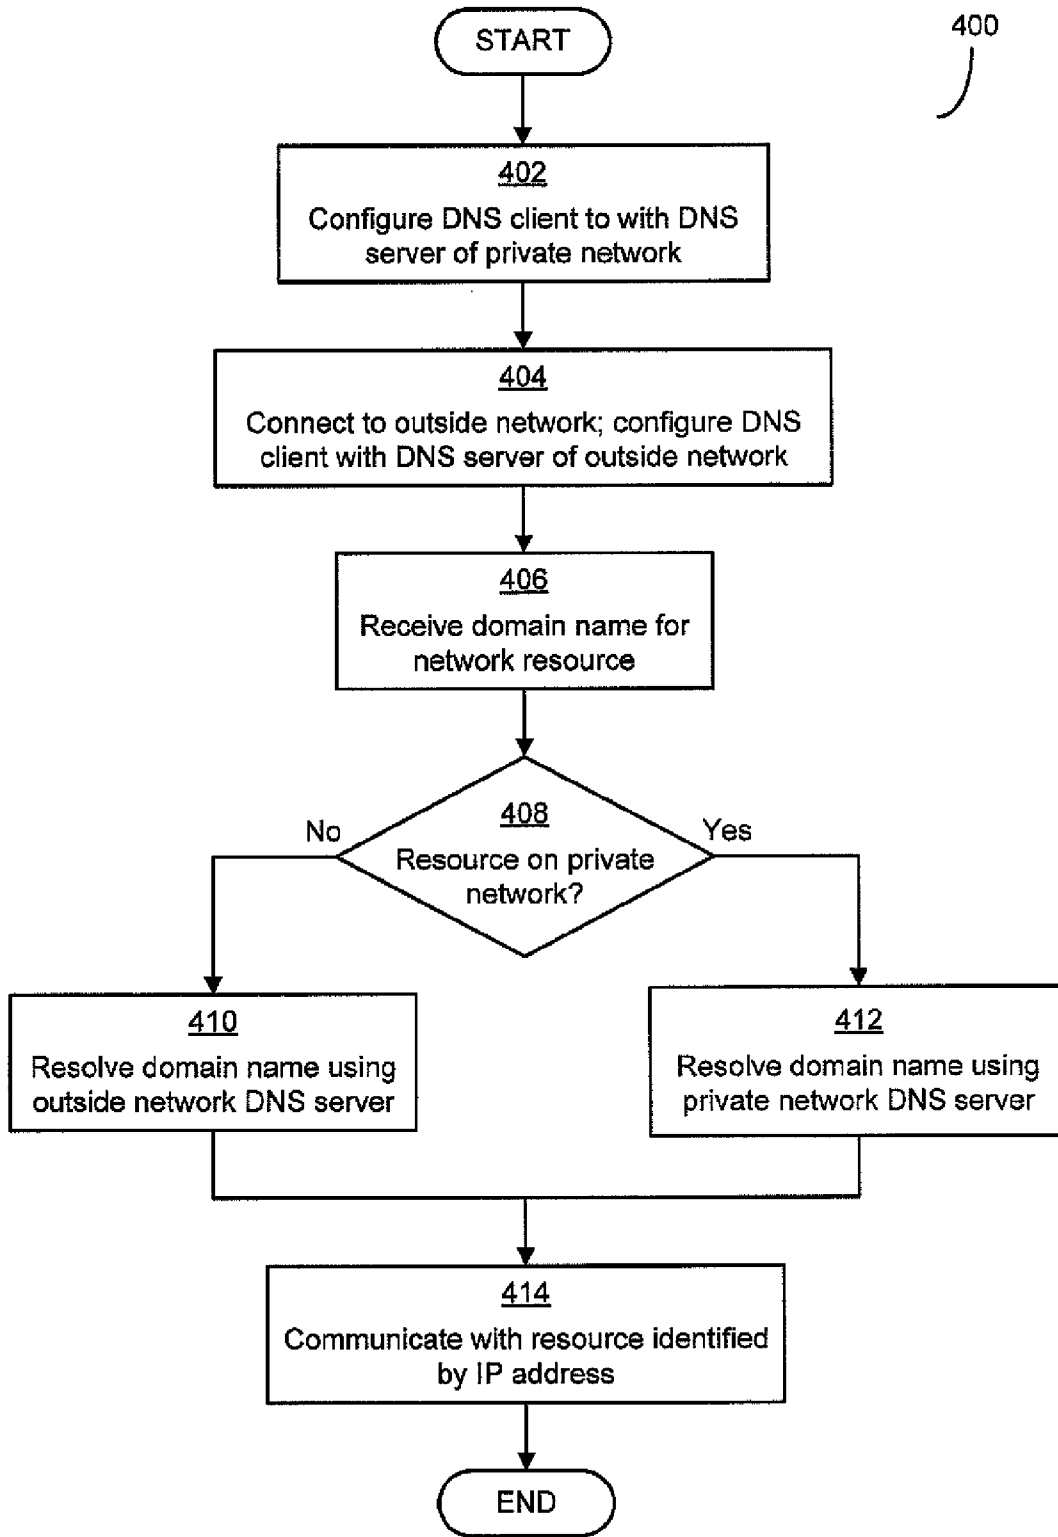 START
400
402
Configure DNS client to with DNS
server of private network
404
Connect to outside network; configure DNS
client with DNS server of outside network
406
Receive domain name for
network resource
408
Resource on private
network?
No
Yes
410
Resolve domain name using
outside network DNS server
412
Resolve domain name using
private network DNS server
414
Communicate with resource identified
by IP address
END